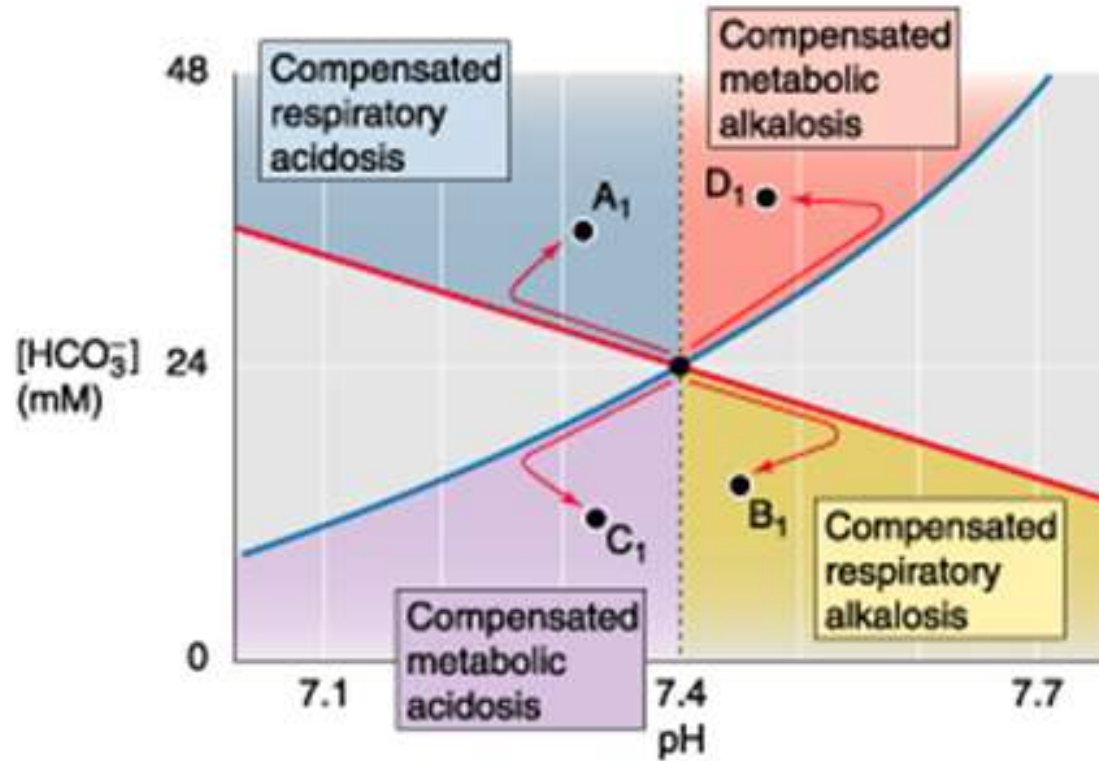 48
Compensated
respiratory
acidosis
Compensated
metabolic
alkalosis
A₁
D₁
[HCO₃⁻]
(mM)
24
C₁
B₁
Compensated
metabolic
acidosis
Compensated
respiratory
alkalosis
0
7.1
7.4
7.7
pH